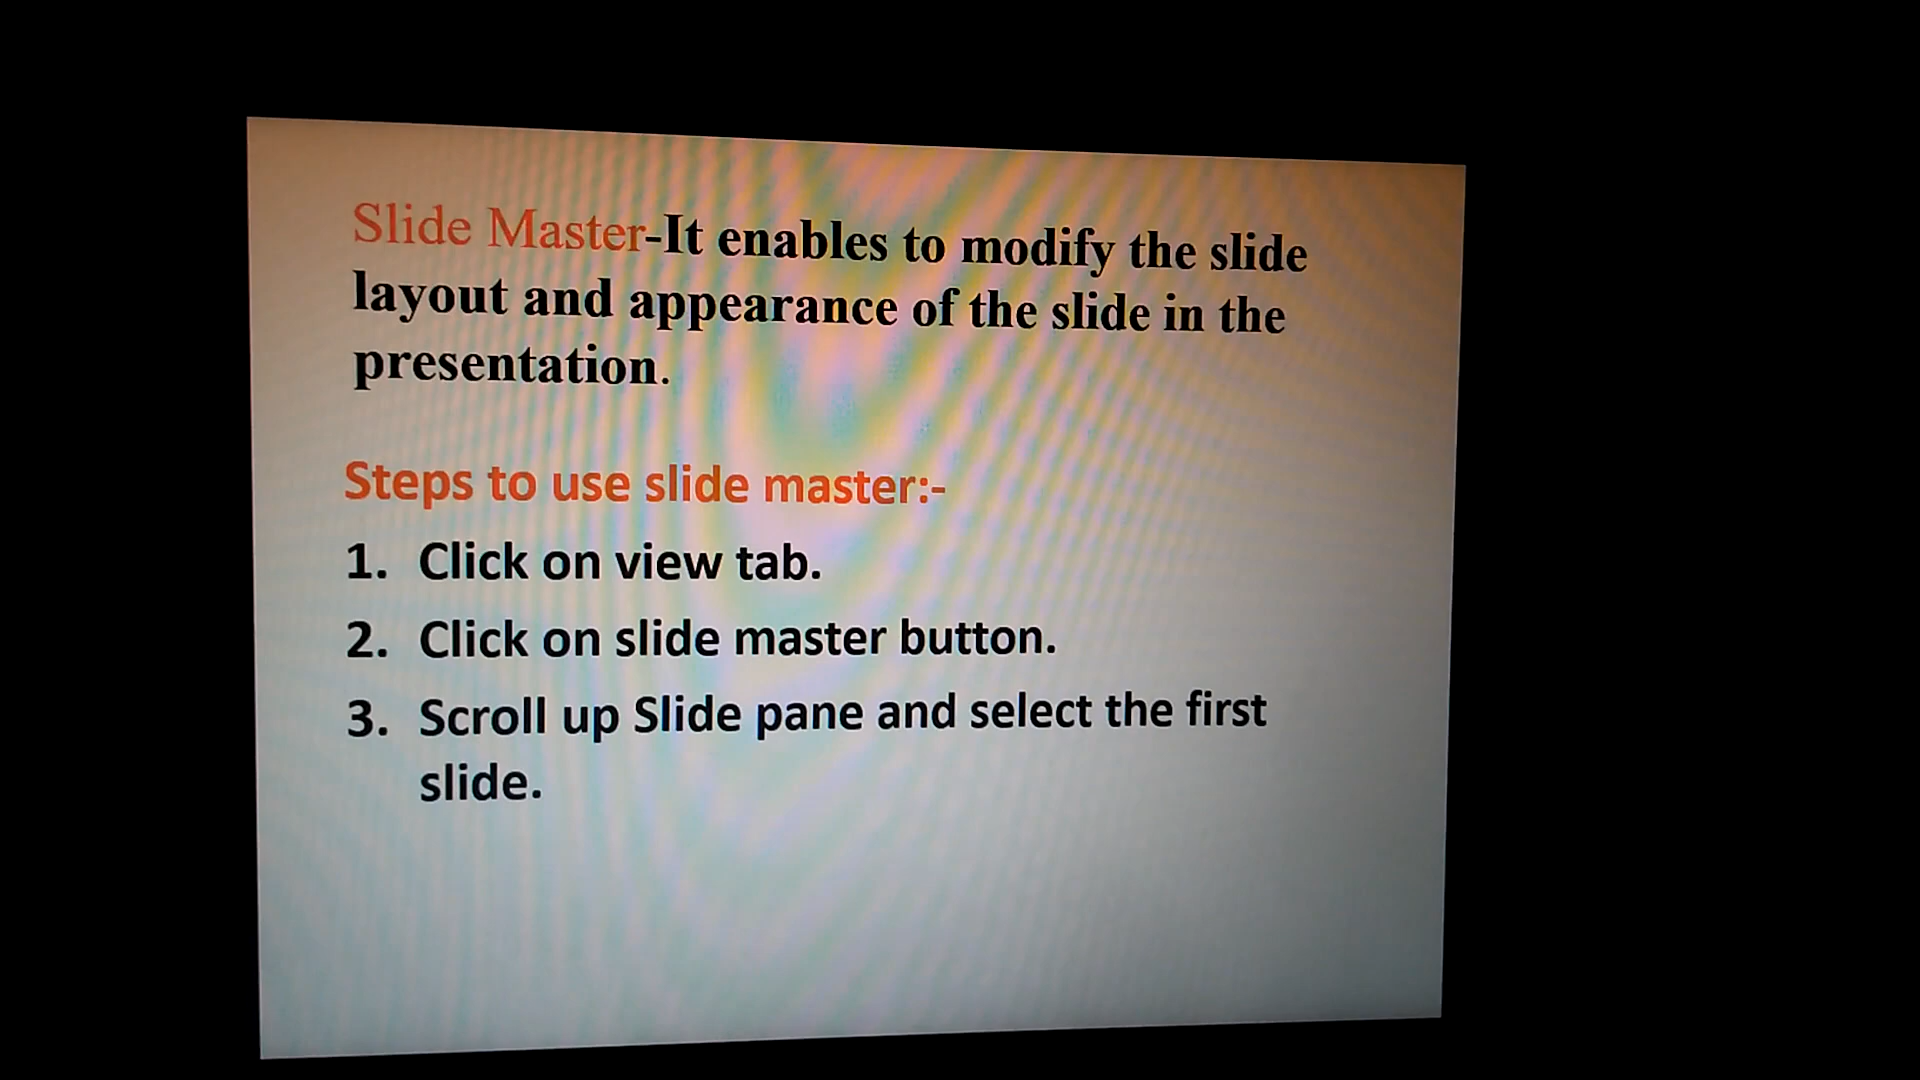 Slide Master-It enables to modify the slide
layout and appearance of the slide in the
presentation.
Steps to use slide master:-
1. Click on view tab.
2. Click on slide master button.
3. Scroll up Slide pane and select the first
slide.